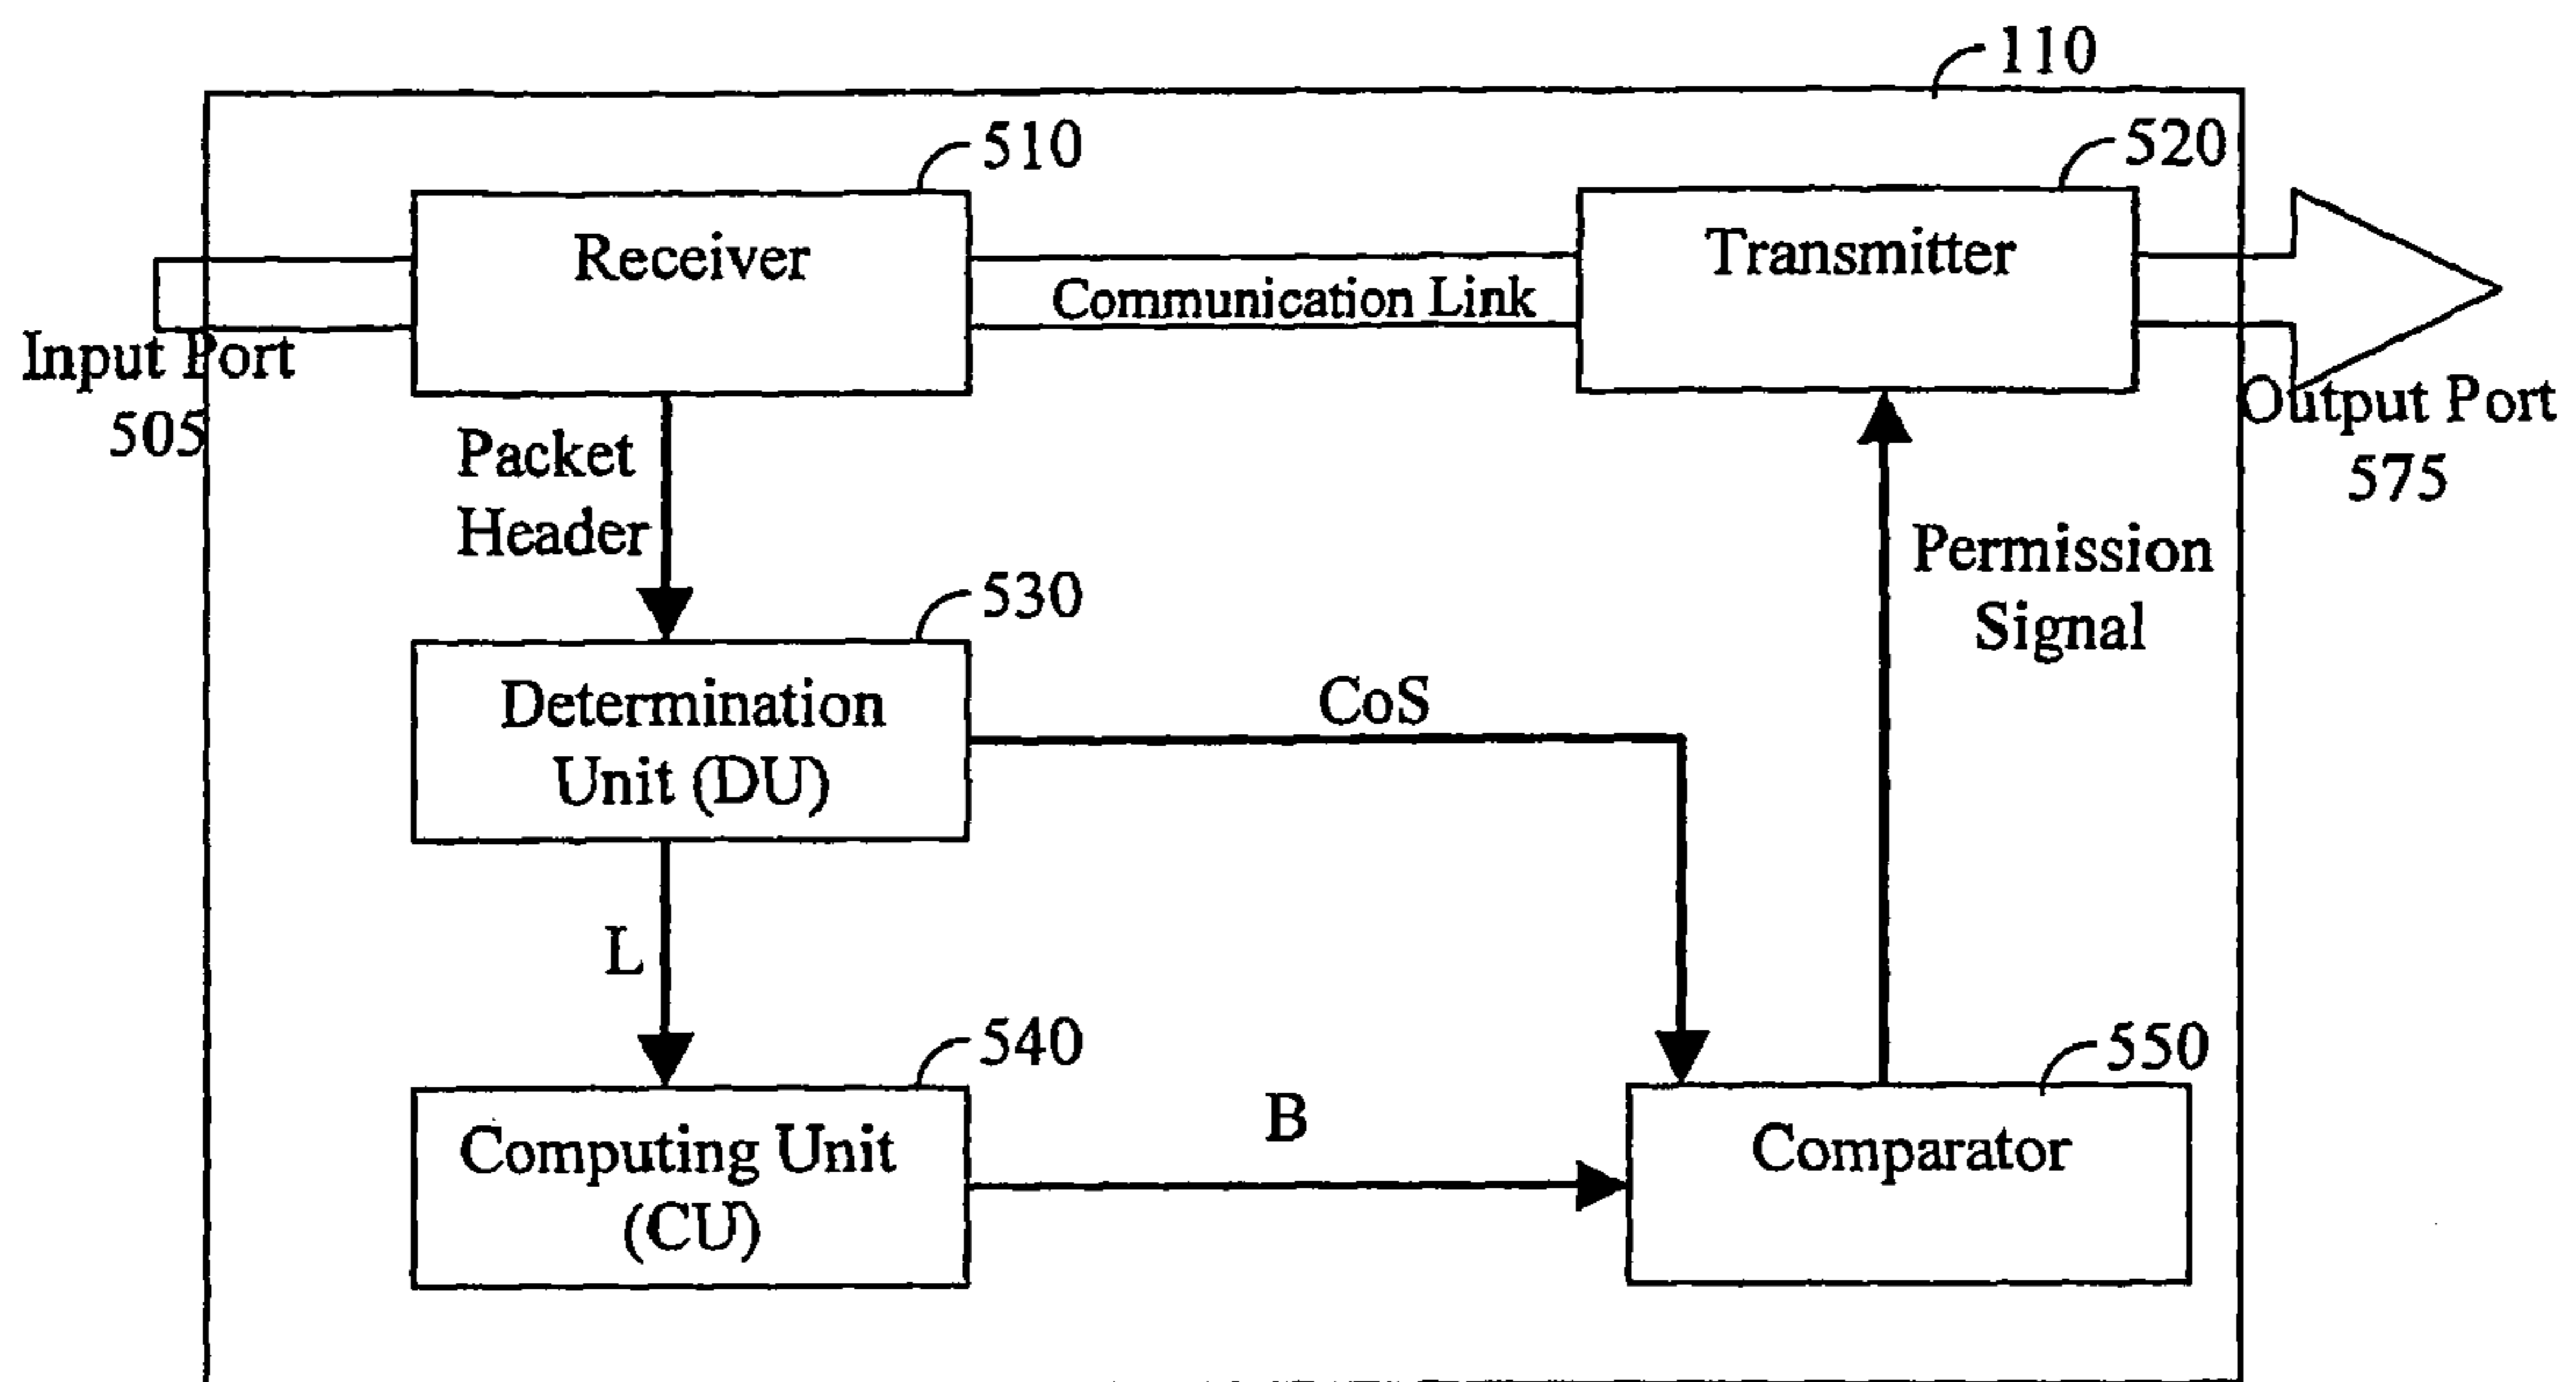 110
510
520
Receiver
Transmitter
Communication Link
Input Port
505
Output Port
575
Packet
Header
Permission
Signal
530
Determination
Unit (DU)
CoS
L
540
550
Computing Unit
(CU)
B
Comparator